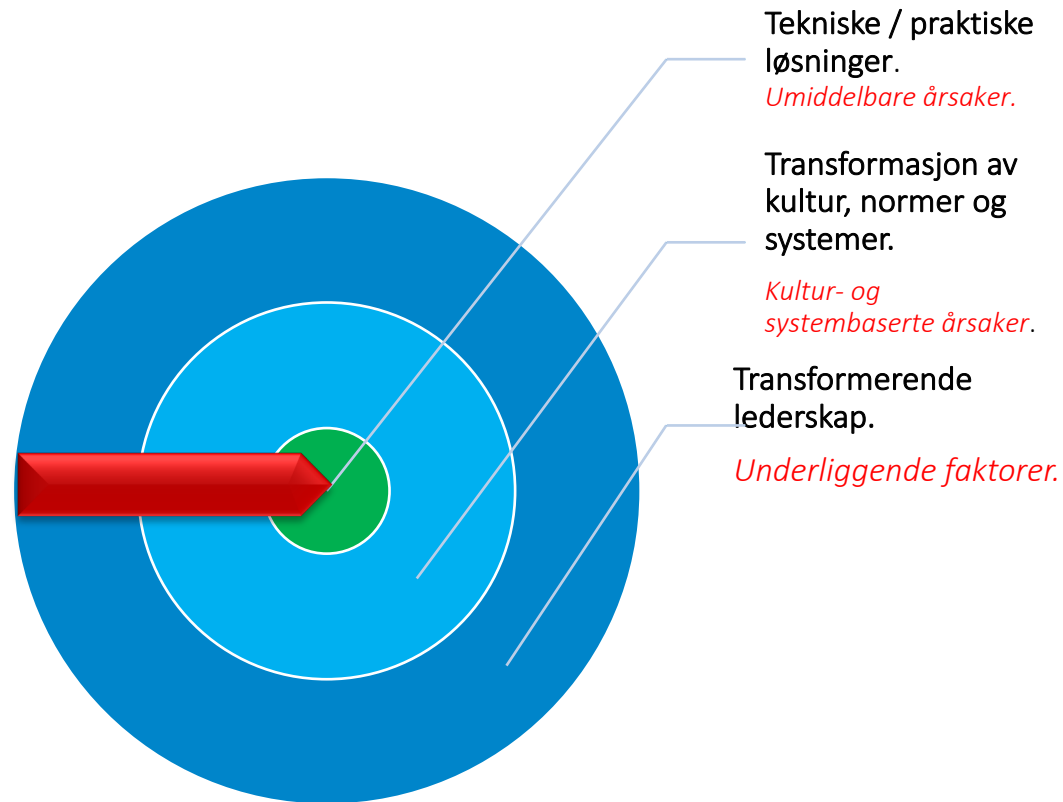 Tekniske / praktiske
løsninger.
Umiddelbare årsaker.
Transformasjon av
kultur, normer og
systemer.
Kultur- og
systembaserte årsaker.
Transformerende
lederskap.
Underliggende faktorer.